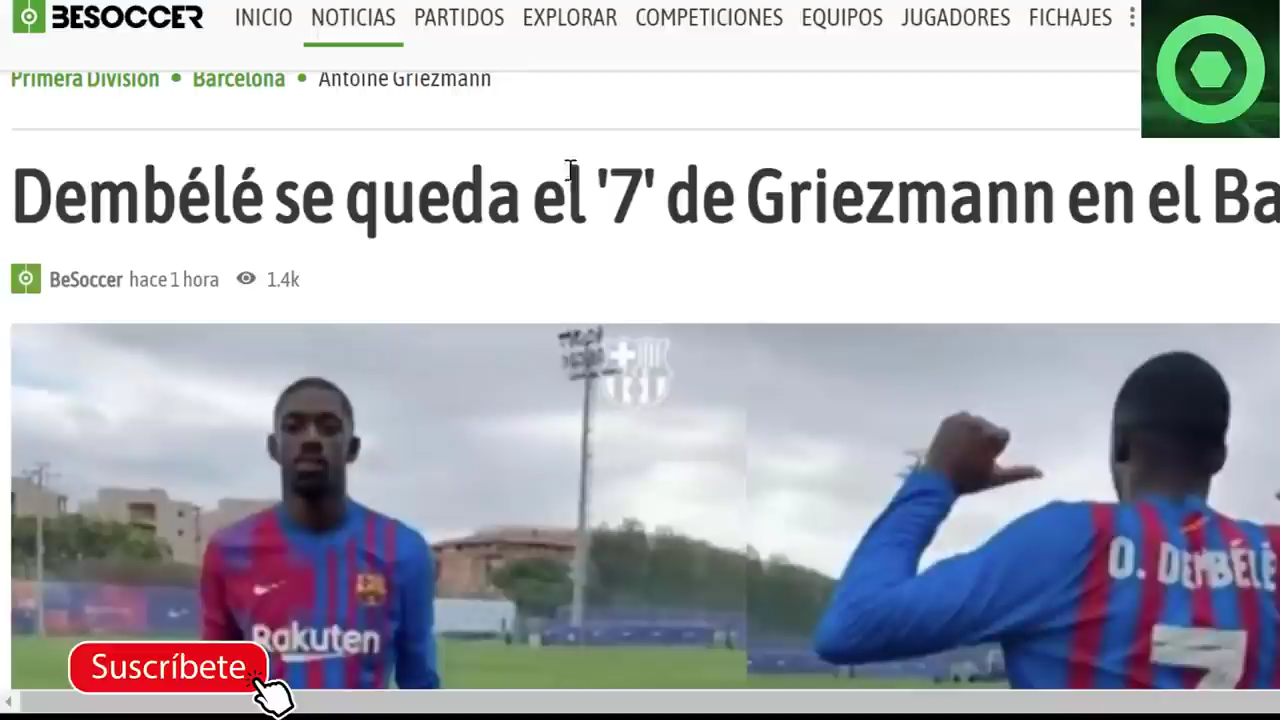 BESOCCER INICIO NOTICIAS PARTIDOS EXPLORAR COMPETICIONES EQUIPOS JUGADORES FICHAJES
Primera División • Barcelona • Antoine Griezmann
Dembélé se queda el '7' de Griezmann en el Ba
BeSoccer hace 1 hora 1.4k
O. DEMBÉLÉ
Rakuten
7
Suscríbete